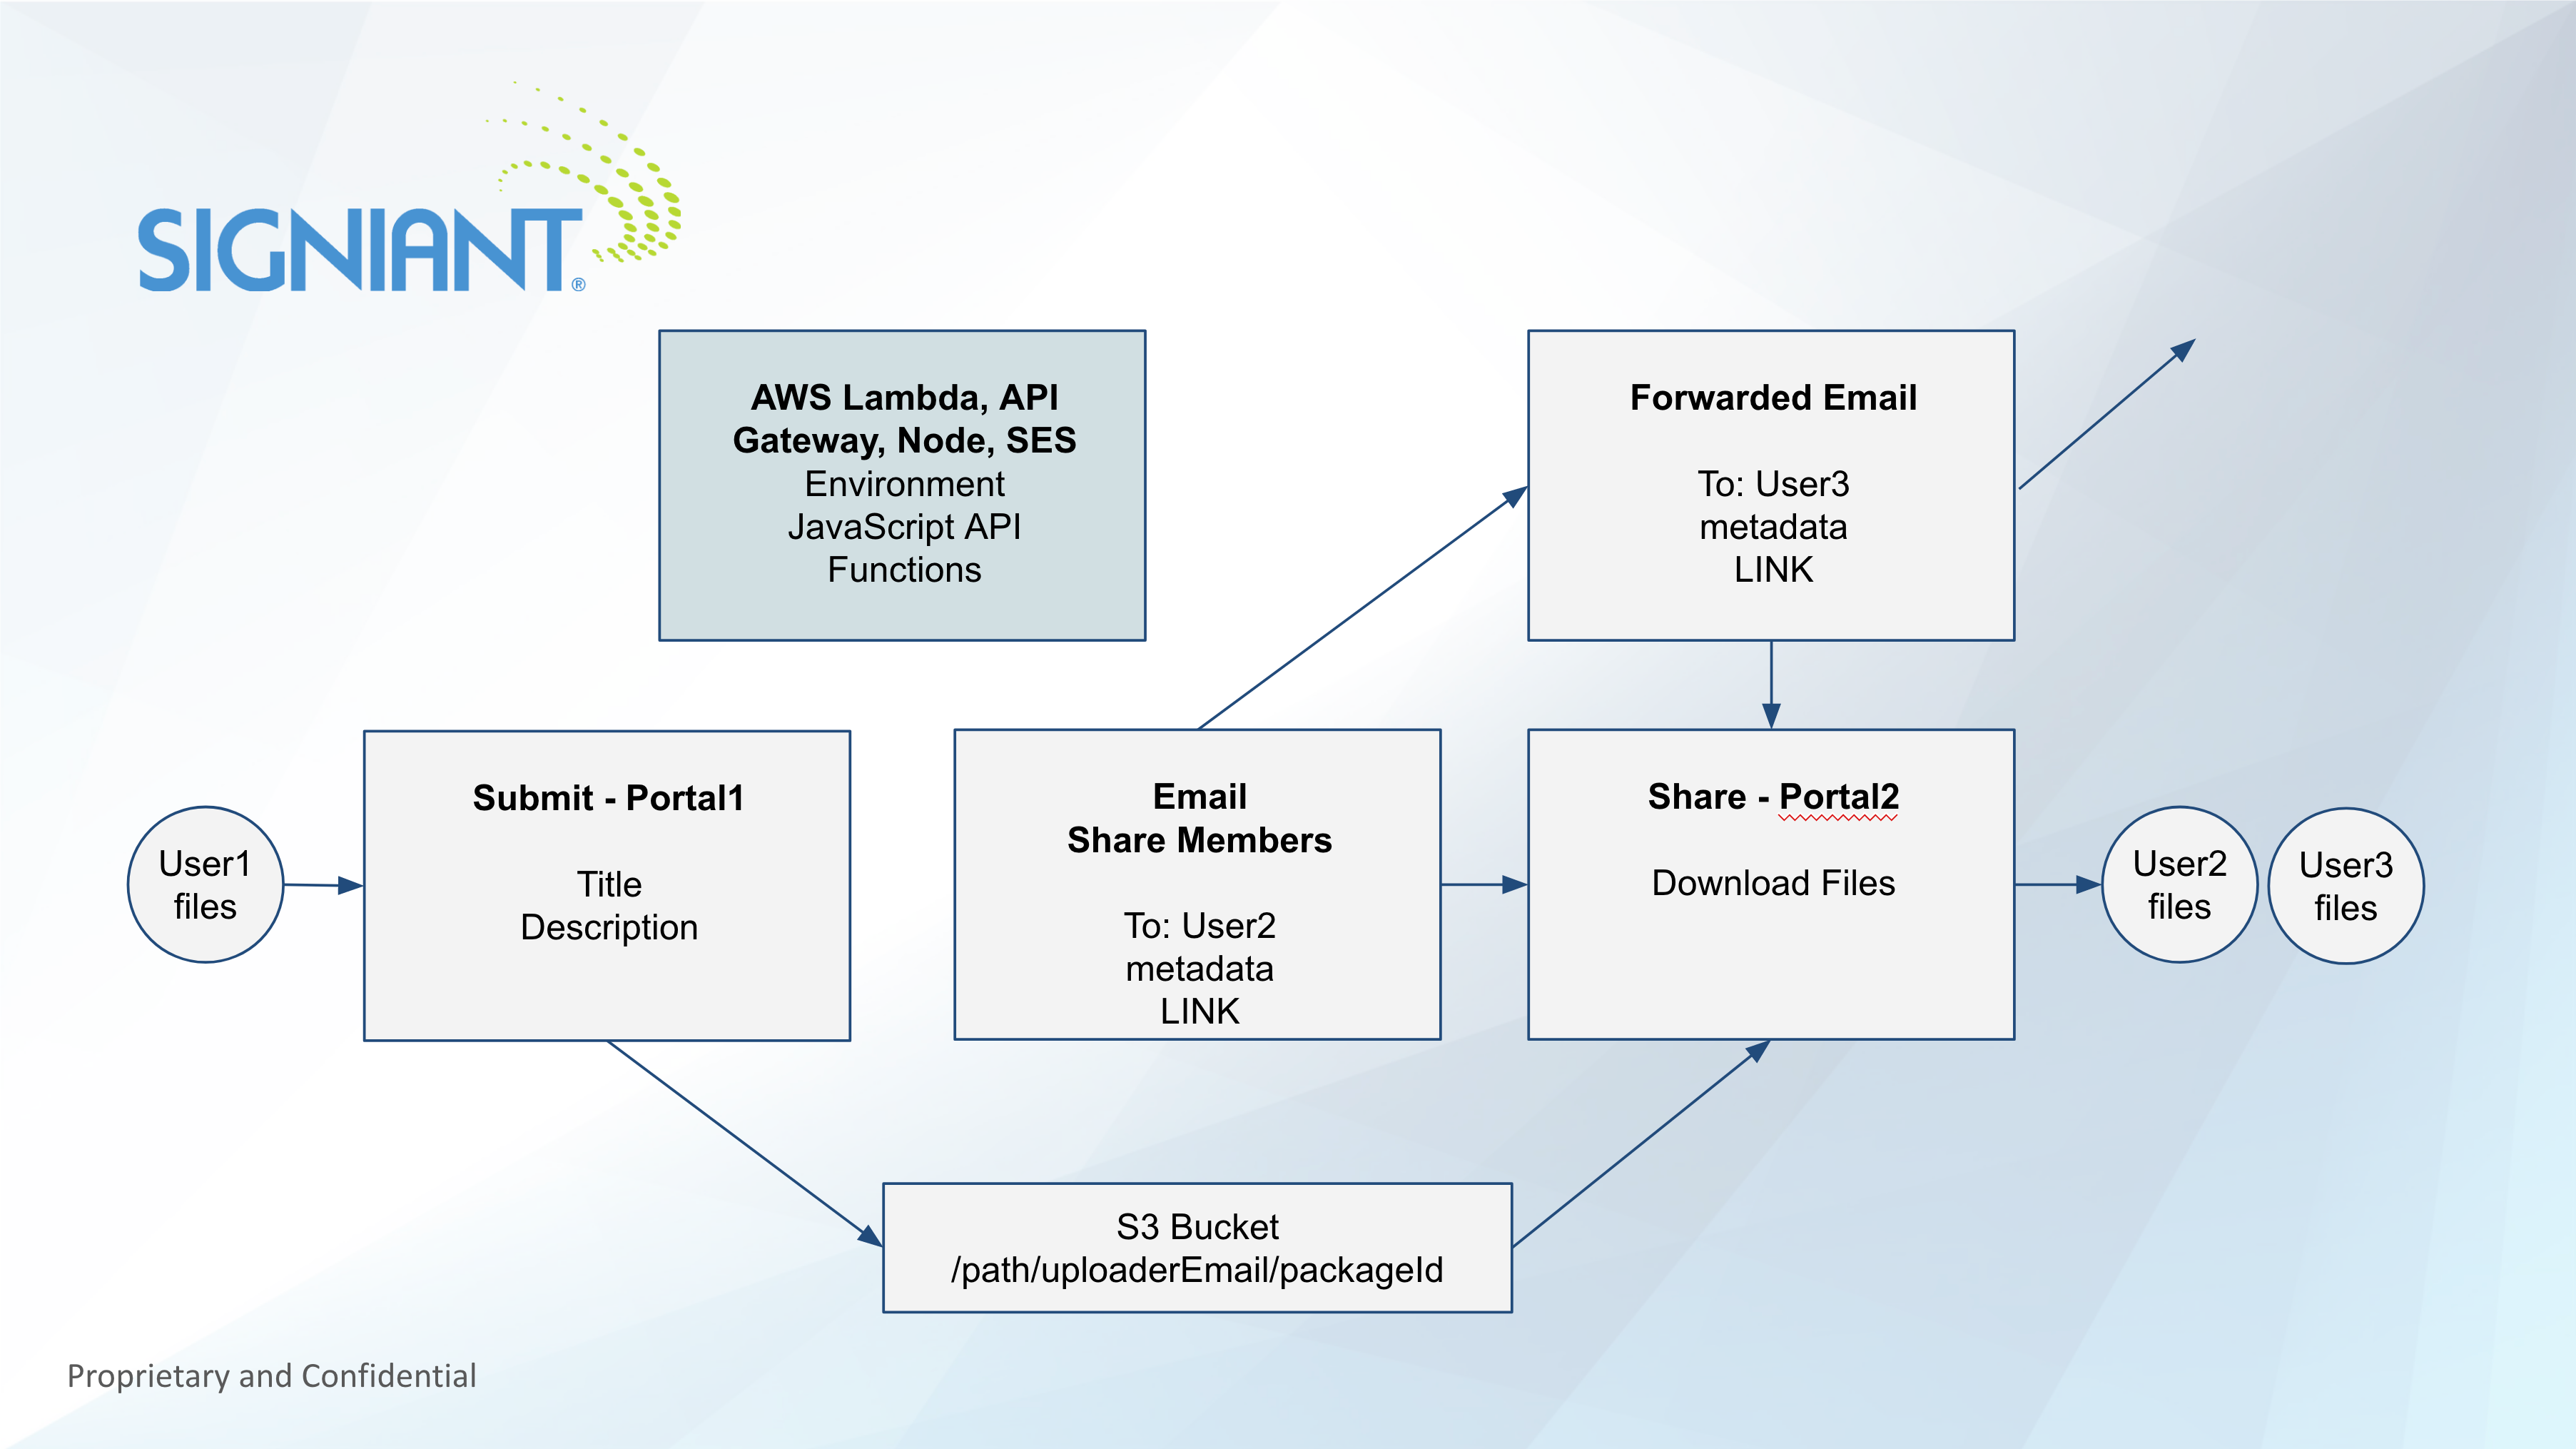 SIGNIANT®
AWS Lambda, API
Gateway, Node, SES
Environment
JavaScript API
Functions
Forwarded Email
To: User3
metadata
LINK
User1
files
Submit - Portal1
Title
Description
Email
Share Members
To: User2
metadata
LINK
Share - Portal2
Download Files
User2
files
User3
files
S3 Bucket
/path/uploaderEmail/packageId
Proprietary and Confidential